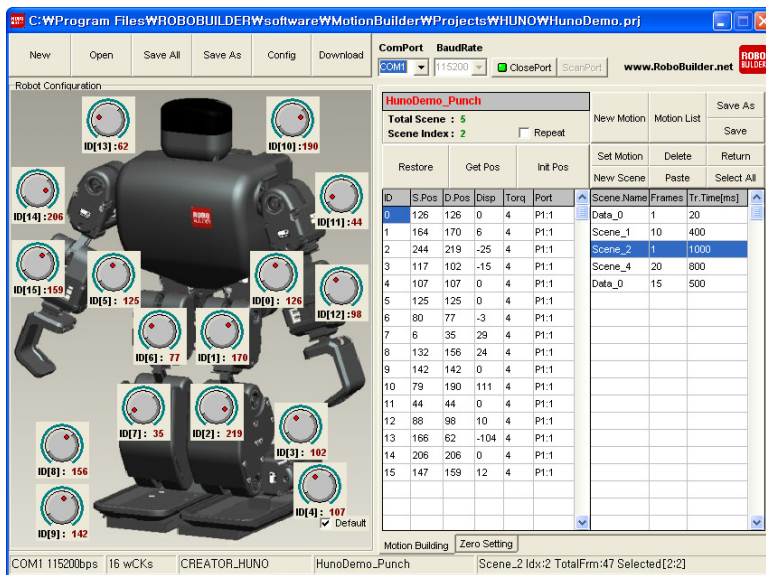 C:₩Program Files₩ROBOBUILDER₩software₩MotionBuilder₩Projects₩HUNO₩HunoDemo.prj
New Open Save All Save As Config Download
ComPort BaudRate
COM1 115200 ClosePort ScanPort www.RoboBuilder.net ROBO BUILDER
Robot Configuration
ID[13]: 62
ID[10]: 190
ID[14]: 206
ROBO BUILDER
ID[11]: 44
ID[15]: 159
ID[5]: 125
ID[0]: 126
ID[12]: 98
ID[6]: 77
ID[1]: 170
ID[7]: 35
ID[2]: 219
ID[3]: 102
ID[8]: 156
ID[4]: 107
ID[9]: 142
Default
HunoDemo_Punch
Total Scene : 5
Scene Index : 2 Repeat
New Motion Motion List Save As
Save
Restore Get Pos Init Pos
Set Motion Delete Return
New Scene Paste Select All
ID S.Pos D.Pos Disp Torq Port
0 126 126 0 4 P1:1
1 164 170 6 4 P1:1
2 244 219 -25 4 P1:1
3 117 102 -15 4 P1:1
4 107 107 0 4 P1:1
5 125 125 0 4 P1:1
6 80 77 -3 4 P1:1
7 6 35 29 4 P1:1
8 132 156 24 4 P1:1
9 142 142 0 4 P1:1
10 79 190 111 4 P1:1
11 44 44 0 4 P1:1
12 88 98 10 4 P1:1
13 166 62 -104 4 P1:1
14 206 206 0 4 P1:1
15 147 159 12 4 P1:1
Scene.Name Frames Tr.Time[ms]
Data_0 1 20
Scene_1 10 400
Scene_2 1 1000
Scene_4 20 800
Data_0 15 500
Motion Building Zero Setting
COM1 115200bps 16 wCKs CREATOR_HUNO HunoDemo_Punch Scene_2 Idx:2 TotalFrm:47 Selected[2:2]